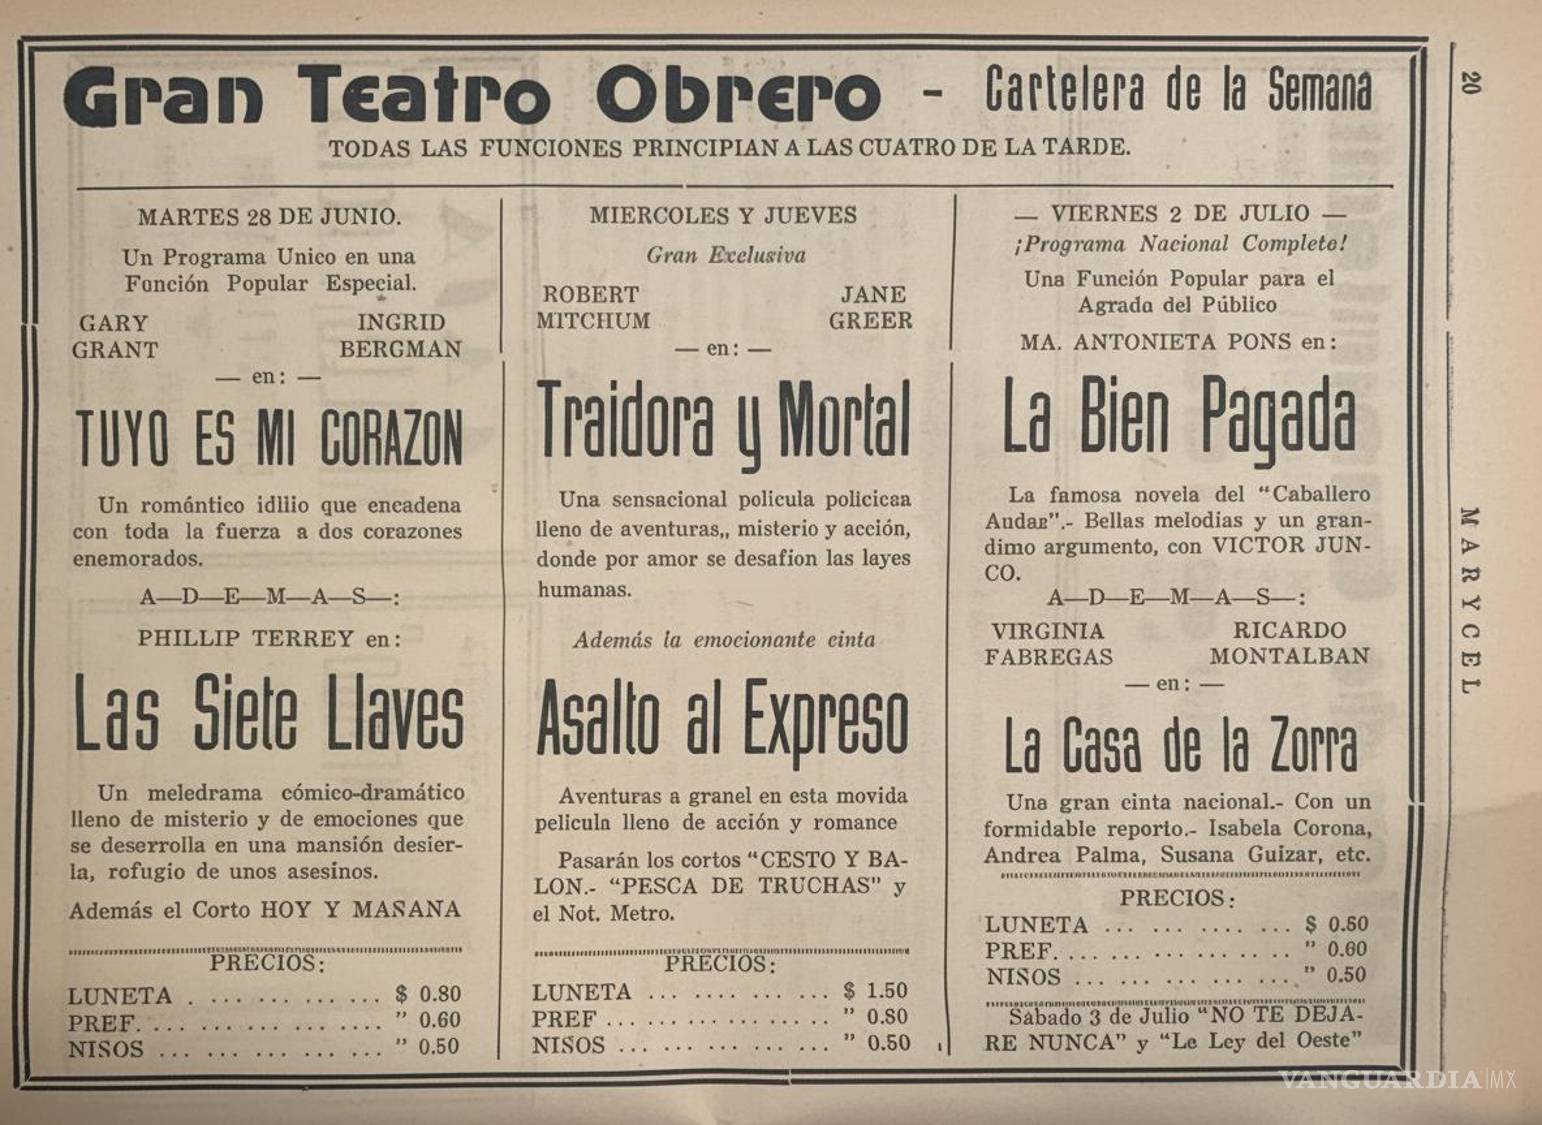 Gran Teatro Obrero - Cartelera de la Semana
TODAS LAS FUNCIONES PRINCIPIAN A LAS CUATRO DE LA TARDE.
MARTES 28 DE JUNIO.
Un Programa Unico en una
Fonción Popular Especial.
GARY INGRID
GRANT BERGMAN
— en: —
TUYO ES MI CORAZON
Un romántico idliio que encadena
con toda la fuerza a dos corazones
enemorados.
A—D—E—M—A—S—:
PHILLIP TERREY en:
Las Siete Llaves
Un meledrama cómico-dramático
lleno de misterio y de emociones que
se deserrolla en una mansión desier-
la, rofugio de unos asesinos.
Además el Corto HOY Y MASANA
PRECIOS:
LUNETA . ... ... ... ... $ 0.80
PREF. ... ... ... ... .... " 0.60
NISOS ... ... ... ... ... " 0.50
MIERCOLES Y JUEVES
Gran Exclusiva
ROBERT JANE
MITCHUM GREER
— en: —
Traidora y Mortal
Una sensacional policula policicaa
lleno de aventuras,, misterio y acción,
donde por amor se desafion las layes
humanas.
Además la emocionante cinta
Asalto al Expreso
Aventuras a granel en esta movida
pelicula lleno de acción y romance
Pasarán los cortos "CESTO Y BA-
LON.- "PESCA DE TRUCHAS" y
el Not. Metro.
PRECIOS:
LUNETA ... .... ... ... $ 1.50
PREF ... ... ... ... ... " 0.80
NISOS ... ... ... ... ... " 0.50
— VIERNES 2 DE JULIO —
¡Programa Nacional Completo!
Una Función Popular para el
Agrado del Público
MA. ANTONIETA PONS en:
La Bien Pagada
La famosa novela del "Caballero
Audaz".- Bellas melodias y un gran-
dimo argumento, con VICTOR JUN-
CO.
A—D—E—M—A—S—:
VIRGINIA RICARDO
FABREGAS MONTALBAN
— en: —
La Casa de la Zorra
Una gran cinta nacional.- Con un
formidable reporto.- Isabela Corona,
Andrea Palma, Susana Guizar, etc.
PRECIOS:
LUNETA ... ... .... ... $ 0.80
PREF. ... ... ... ... ... " 0.60
NISOS ... ... ... ... ... " 0.50
Sábado 3 de Julio "NO TE DEJA-
RE NUNCA" y "Le Ley del Oeste"
20
MARYCEL
VANGUARDIA|MX